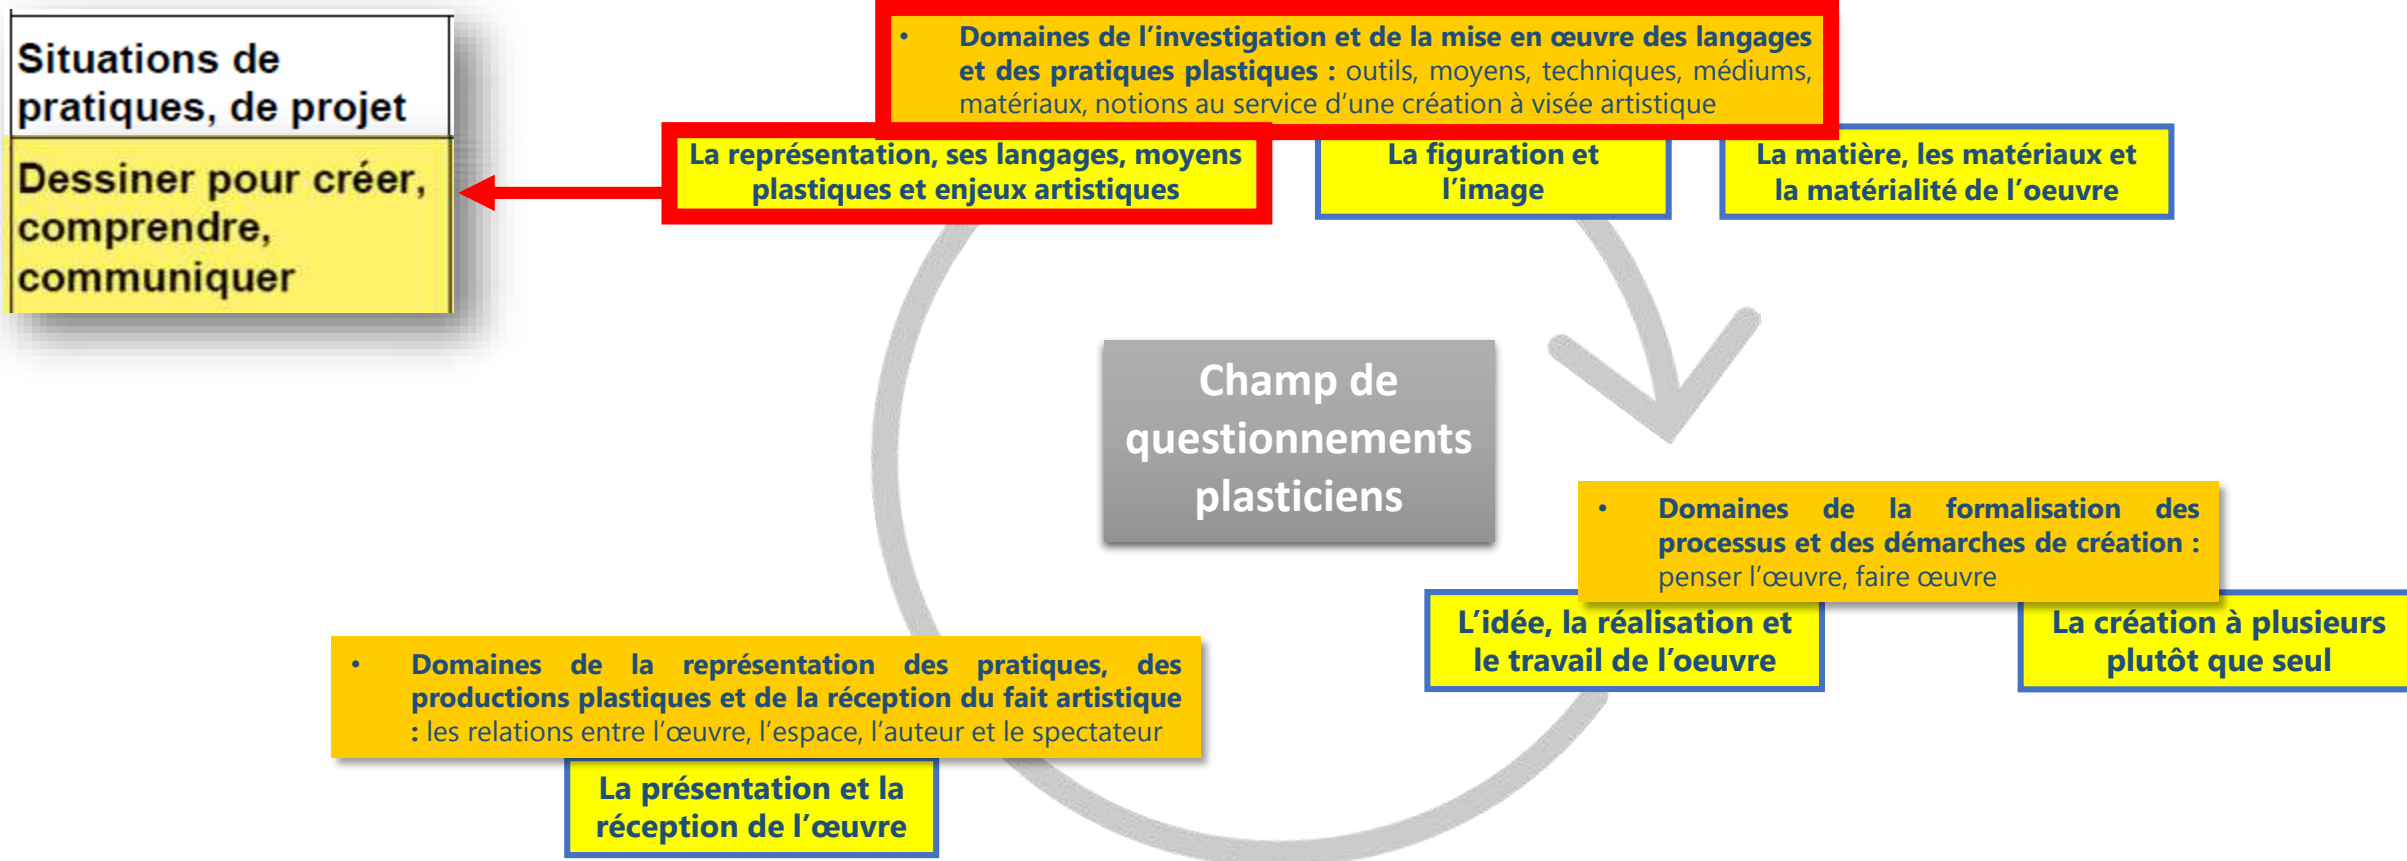 Situations de
pratiques, de projet
Dessiner pour créer,
comprendre,
communiquer
• Domaines de l’investigation et de la mise en œuvre des langages
et des pratiques plastiques : outils, moyens, techniques, médiums,
matériaux, notions au service d’une création à visée artistique
La représentation, ses langages, moyens
plastiques et enjeux artistiques
La figuration et
l’image
La matière, les matériaux et
la matérialité de l’oeuvre
Champ de
questionnements
plasticiens
• Domaines de la formalisation des
processus et des démarches de création :
penser l’œuvre, faire œuvre
L’idée, la réalisation et
le travail de l’oeuvre
La création à plusieurs
plutôt que seul
• Domaines de la représentation des pratiques, des
productions plastiques et de la réception du fait artistique
: les relations entre l’œuvre, l’espace, l’auteur et le spectateur
La présentation et la
réception de l’œuvre